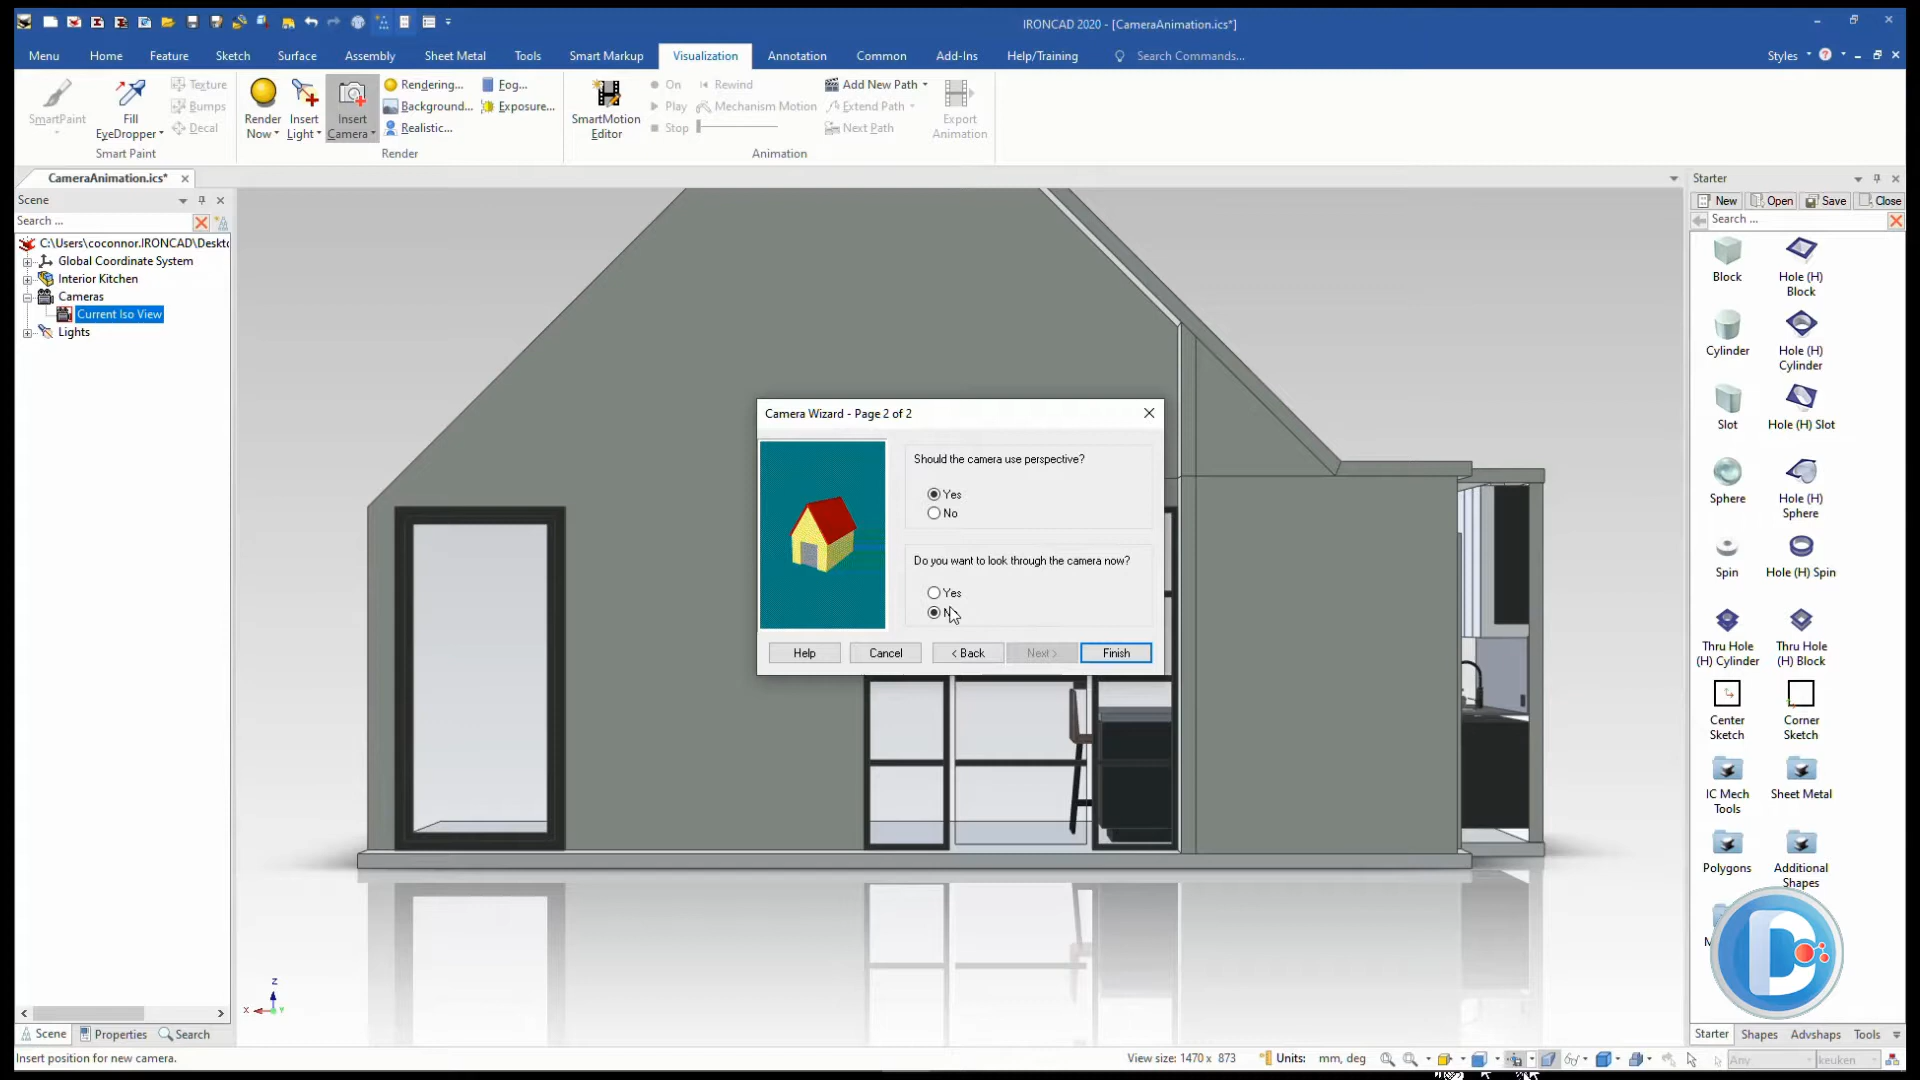 IRONCAD 2020 - [CameraAnimation.ics*]
Menu Home Feature Sketch Surface Assembly Sheet Metal Tools Smart Markup Visualization Annotation Common Add-Ins Help/Training Search Commands... Styles
SmartPaint
Fill
EyeDropper
Texture
Bumps
Decal
Smart Paint
Render
Now
Insert
Light
Insert
Camera
Rendering...
Background...
Realistic...
Fog...
Exposure...
Render
SmartMotion
Editor
On Rewind
Play Mechanism Motion
Stop
Add New Path
Extend Path
Next Path
Export
Animation
Animation
CameraAnimation.ics*
Scene
Search ...
C:\Users\coconnor.IRONCAD\Deskt
Global Coordinate System
Interior Kitchen
Cameras
Current Iso View
Lights
Camera Wizard - Page 2 of 2
Should the camera use perspective?
Yes
No
Do you want to look through the camera now?
Yes
Help Cancel < Back Next > Finish
Z
X
Y
Starter
New Open Save Close
Search ...
Block
Hole (H)
Block
Cylinder
Hole (H)
Cylinder
Slot
Hole (H) Slot
Sphere
Hole (H)
Sphere
Spin
Hole (H) Spin
Thru Hole
(H) Cylinder
Thru Hole
(H) Block
Center
Sketch
Corner
Sketch
IC Mech
Tools
Sheet Metal
Polygons
Additional
Shapes
Scene Properties Search
Starter Shapes Advshaps Tools
Insert position for new camera.
View size: 1470 x 873 Units: mm, deg Any keuken